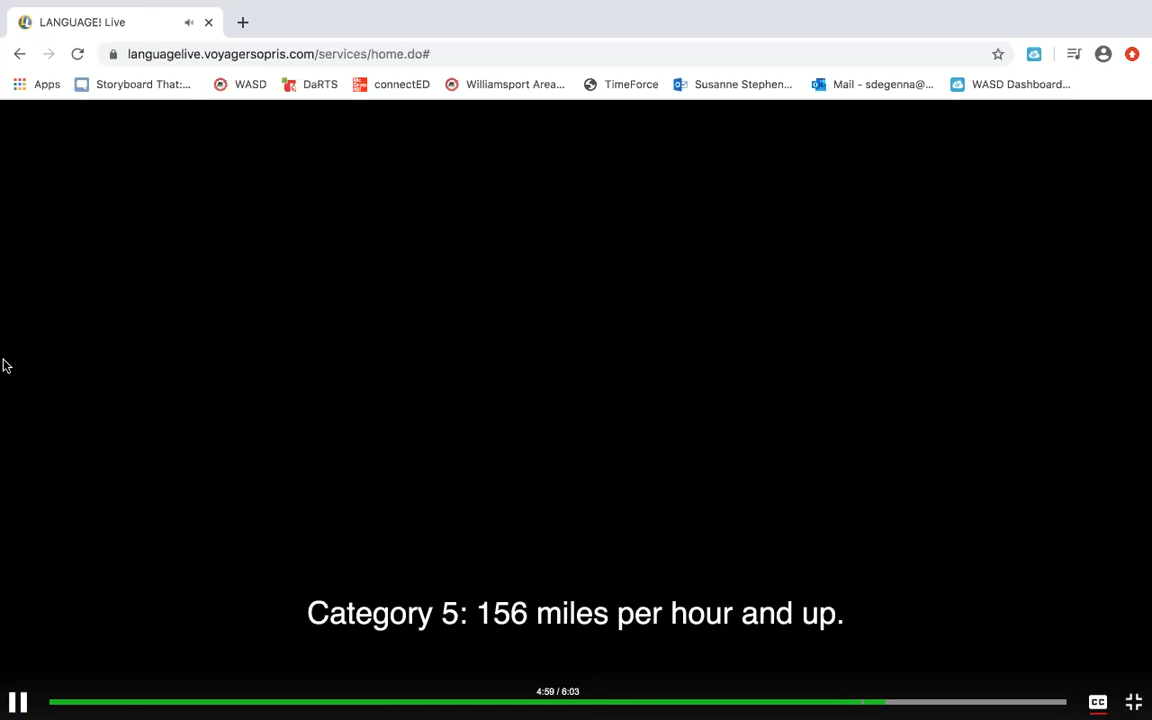 LANGUAGE! Live
languagelive.voyagersopris.com/services/home.do#
Apps Storyboard That:... WASD DaRTS connectED Williamsport Area... TimeForce Susanne Stephen... Mail - sdegenna@... WASD Dashboard...
Category 5: 156 miles per hour and up.
4:59 / 6:03
CC